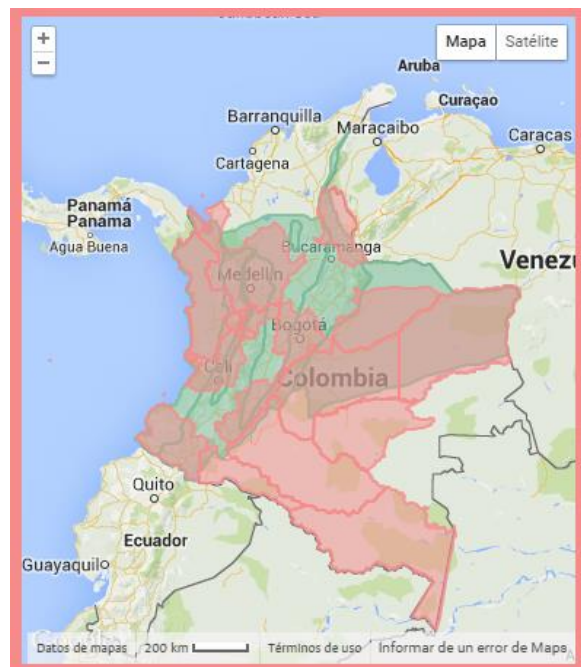 +
Mapa Satélite
−
Aruba
Curaçao
Barranquilla
Maracaibo
Caracas
Cartagena
Panamá
Panama
Agua Buena
Bucaramanga
Venezu
Medellín
Bogotá
Cali
Colombia
Quito
Ecuador
Guayaquil
Datos de mapas 200 km Términos de uso Informar de un error de Maps